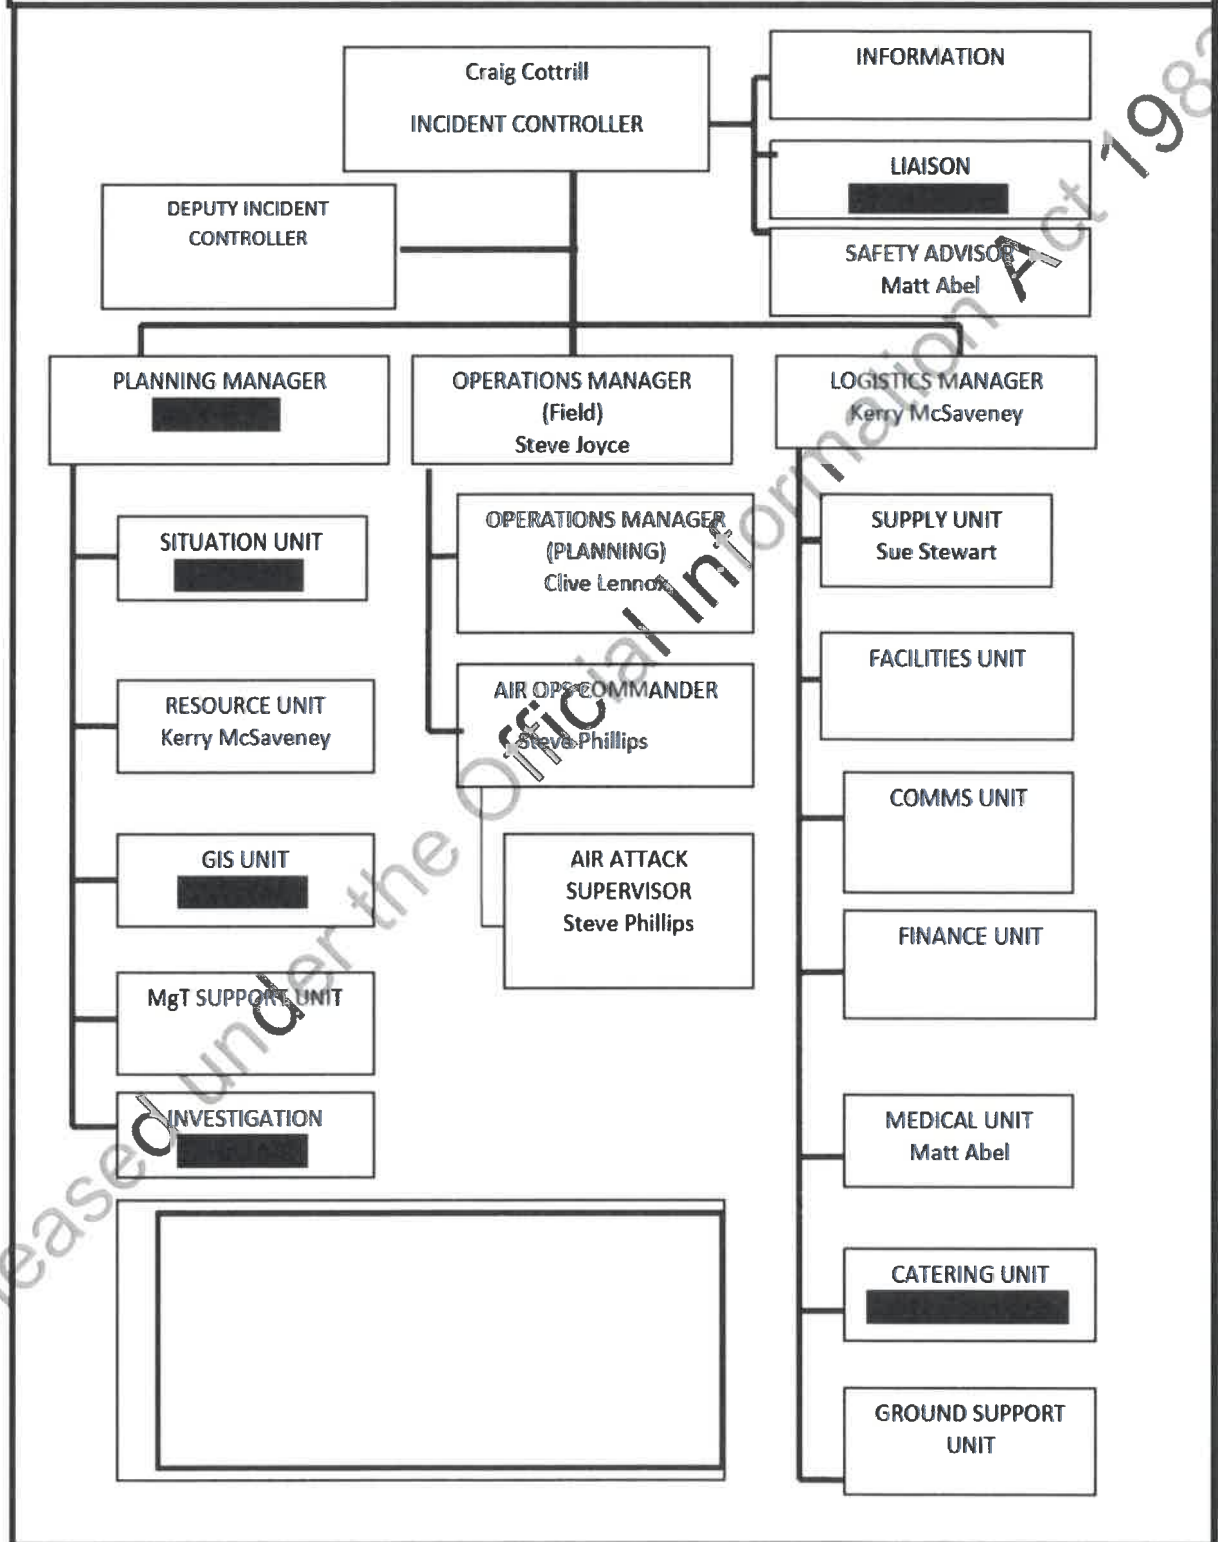 Craig Cottrill
INCIDENT CONTROLLER
INFORMATION
LIAISON
SAFETY ADVISOR
Matt Abel
DEPUTY INCIDENT
CONTROLLER
PLANNING MANAGER
OPERATIONS MANAGER
(Field)
Steve Joyce
LOGISTICS MANAGER
Kerry McSaveney
SITUATION UNIT
RESOURCE UNIT
Kerry McSaveney
GIS UNIT
MgT SUPPORT UNIT
INVESTIGATION
OPERATIONS MANAGER
(PLANNING)
Clive Lennox
AIR OPS COMMANDER
Steve Phillips
AIR ATTACK
SUPERVISOR
Steve Phillips
SUPPLY UNIT
Sue Stewart
FACILITIES UNIT
COMMS UNIT
FINANCE UNIT
MEDICAL UNIT
Matt Abel
CATERING UNIT
GROUND SUPPORT
UNIT
eased under the Official Information Act 198